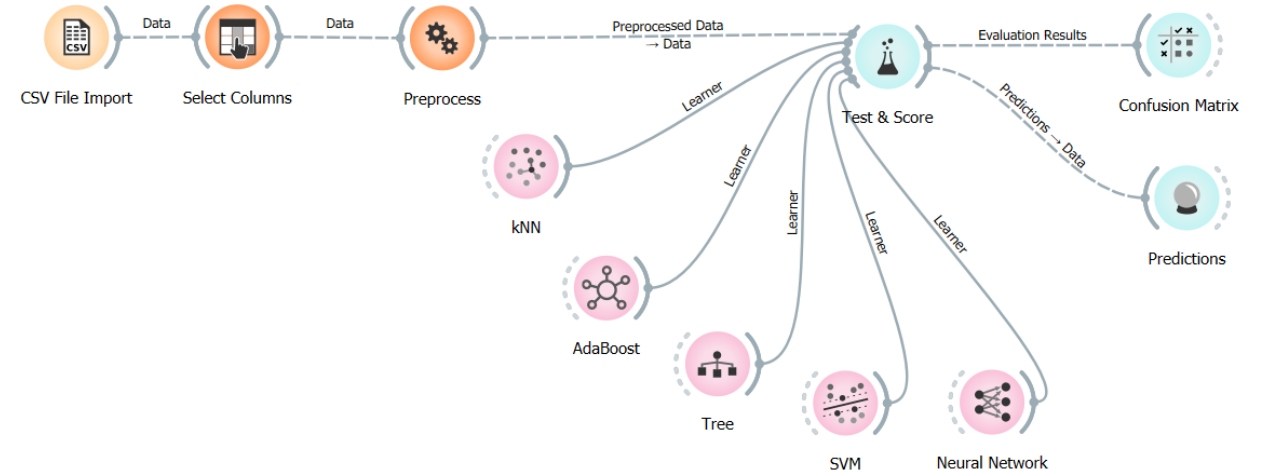 Data
Data
Preprocessed Data
→ Data
Evaluation Results
CSV
CSV File Import
Select Columns
Preprocess
Learner
Test & Score
Predictions → Data
Confusion Matrix
kNN
Learner
Learner
Learner
Learner
Predictions
AdaBoost
Tree
SVM
Neural Network